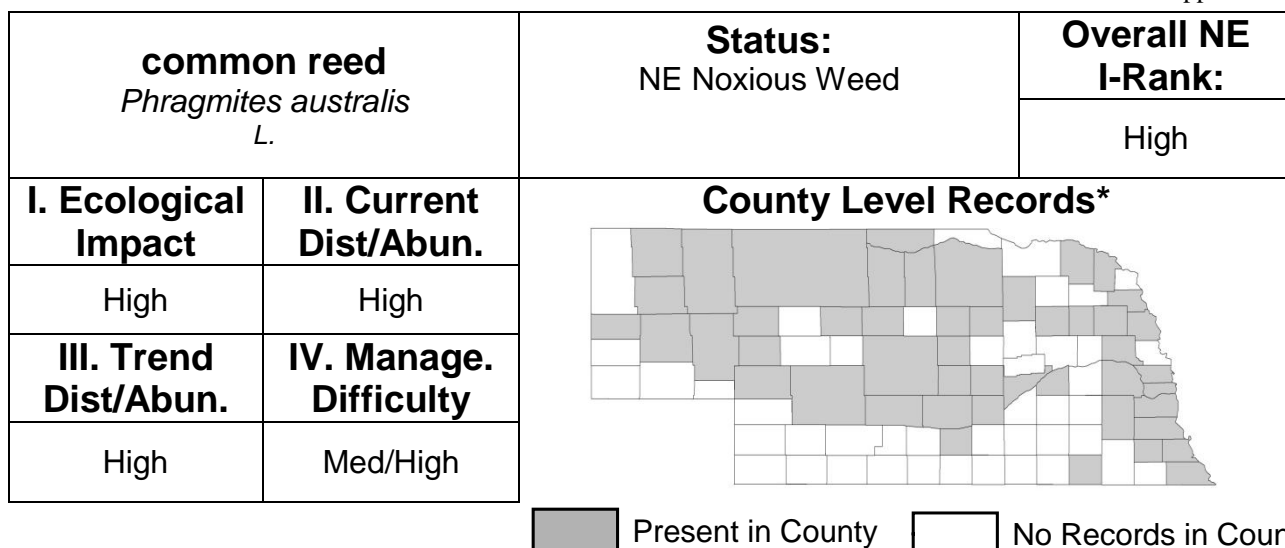 common reed
Phragmites australis
L.
Status:
NE Noxious Weed
Overall NE
I-Rank:
High
I. Ecological
Impact
II. Current
Dist/Abun.
High
High
III. Trend
Dist/Abun.
IV. Manage.
Difficulty
High
Med/High
County Level Records*
Present in County
No Records in